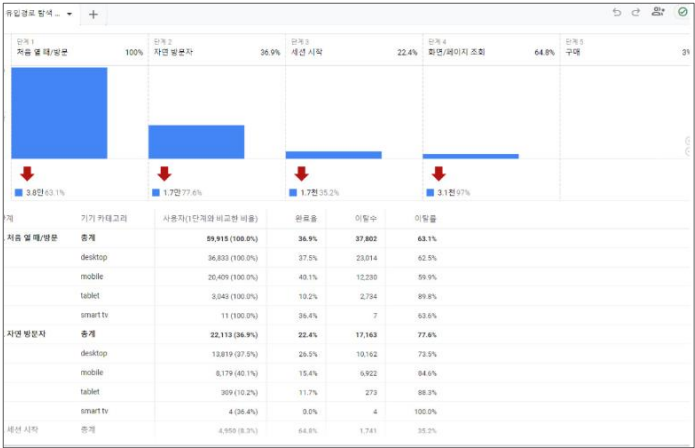 유입경로 탐색 ...
단계 1
처음 열 때/방문 100%
단계 2
자연 방문자 36.9%
단계 3
세션 시작 22.4%
단계 4
화면/페이지 조회 64.8%
단계 5
구매 3%
3.8만 63.1%
1.7만 77.6%
1.7천 35.2%
3.1천 97%
기기 카테고리 사용자(1단계와 비교한 비율) 완료율 이탈수 이탈률
처음 열 때/방문 총계 59,915 (100.0%) 36.9% 37,802 63.1%
desktop 36,833 (100.0%) 37.5% 23,014 62.5%
mobile 20,409 (100.0%) 40.1% 12,230 59.9%
tablet 3,043 (100.0%) 10.2% 2,734 89.8%
smart tv 11 (100.0%) 36.4% 7 63.6%
자연 방문자 총계 22,113 (36.9%) 22.4% 17,163 77.6%
desktop 13,819 (37.5%) 26.5% 10,162 73.5%
mobile 8,179 (40.1%) 15.4% 6,922 84.6%
tablet 309 (10.2%) 11.7% 273 88.3%
smart tv 4 (36.4%) 0.0% 4 100.0%
세션 시작 총계 4,950 (8.3%) 64.8% 1,741 35.2%